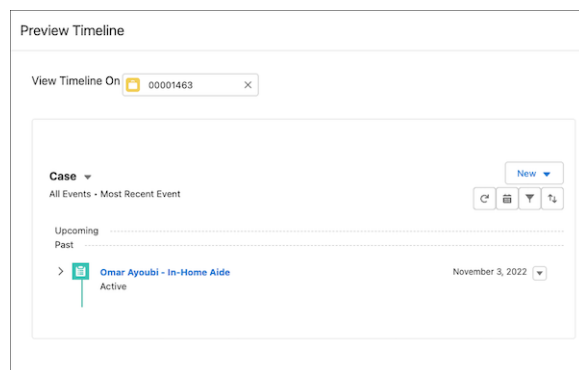 Preview Timeline
View Timeline On 00001463
Case
New
All Events • Most Recent Event
Upcoming
Past
Omar Ayoubi - In-Home Aide November 3, 2022
Active